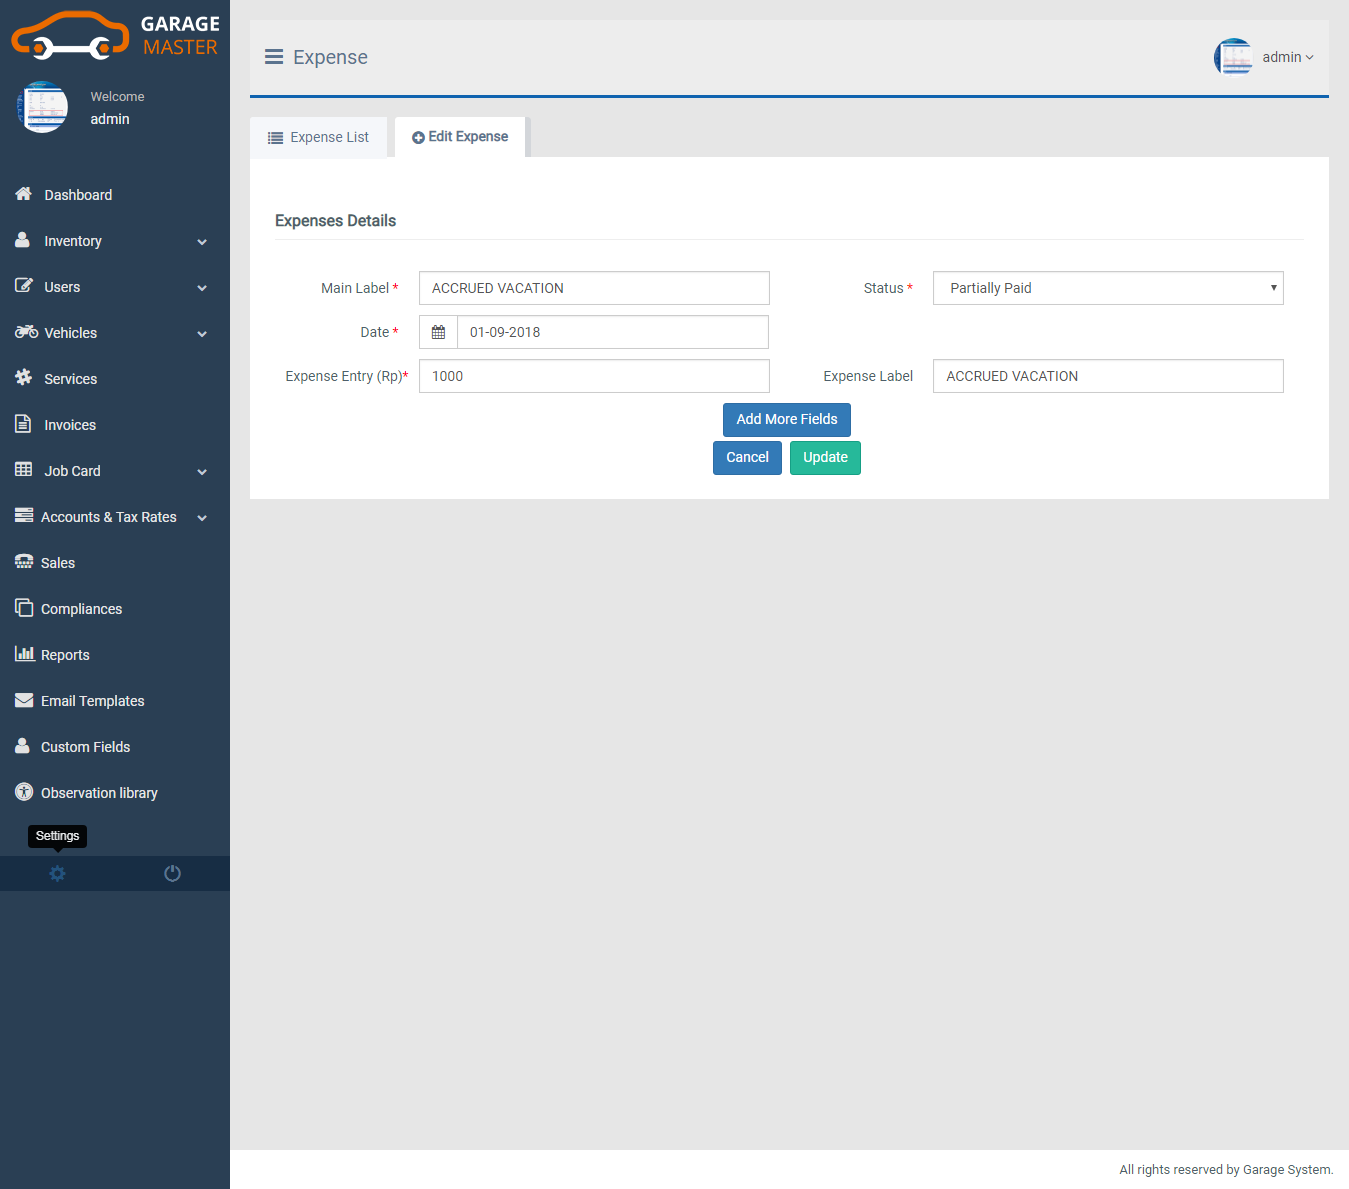 GARAGE
MASTER
Welcome
admin
Dashboard
Inventory
Users
Vehicles
Services
Invoices
Job Card
Accounts & Tax Rates
Sales
Compliances
Reports
Email Templates
Custom Fields
Observation library
Settings
Expense
admin
Expense List
Edit Expense
Expenses Details
Main Label * ACCRUED VACATION
Status * Partially Paid
Date * 01-09-2018
Expense Entry (Rp)* 1000
Expense Label ACCRUED VACATION
Add More Fields
Cancel Update
All rights reserved by Garage System.